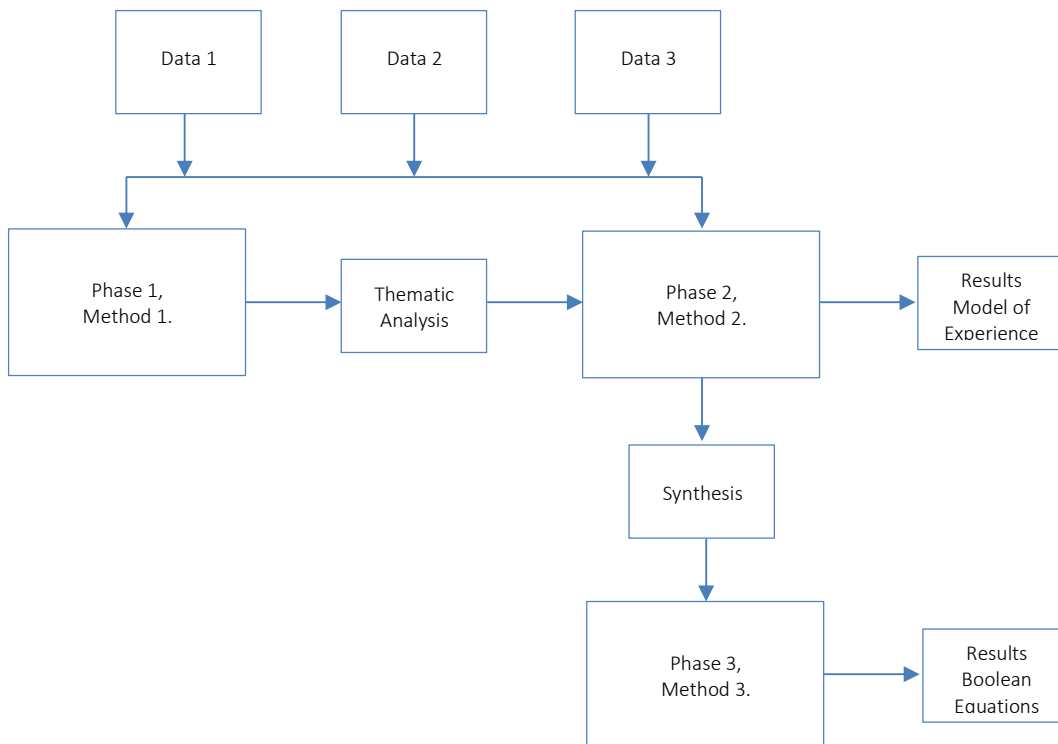 Data 1
Data 2
Data 3
Phase 1,
Method 1.
Thematic
Analysis
Phase 2,
Method 2.
Results
Model of
Experience
Synthesis
Phase 3,
Method 3.
Results
Boolean
Equations